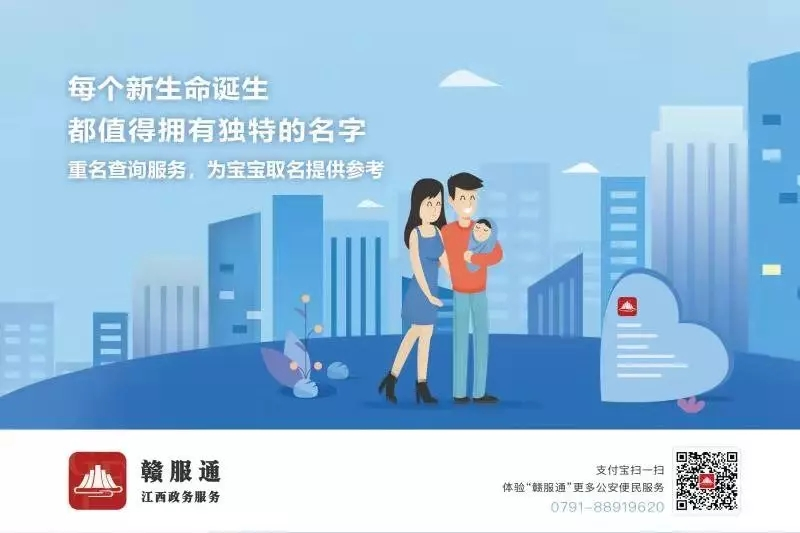 每个新生命诞生
都值得拥有独特的名字
重名查询服务，为宝宝取名提供参考
赣服通
江西政务服务
支付宝扫一扫
体验“赣服通”更多公安便民服务
0791-88919620